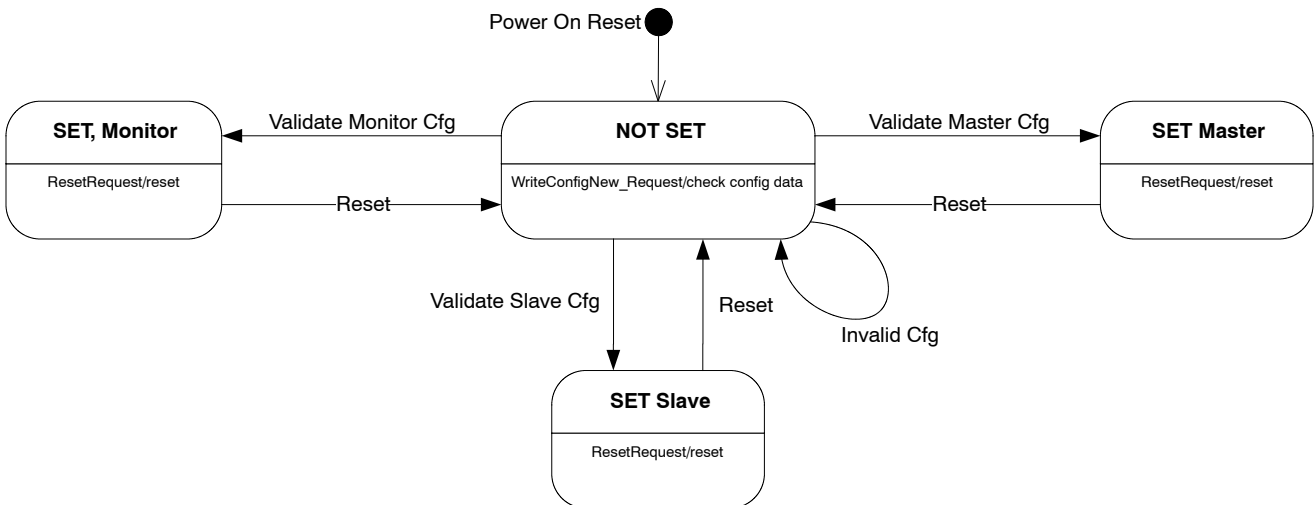 Power On Reset
SET, Monitor
Validate Monitor Cfg
NOT SET
Validate Master Cfg
SET Master
ResetRequest/reset
WriteConfigNew_Request/check config data
ResetRequest/reset
Reset
Reset
Validate Slave Cfg
Reset
Invalid Cfg
SET Slave
ResetRequest/reset